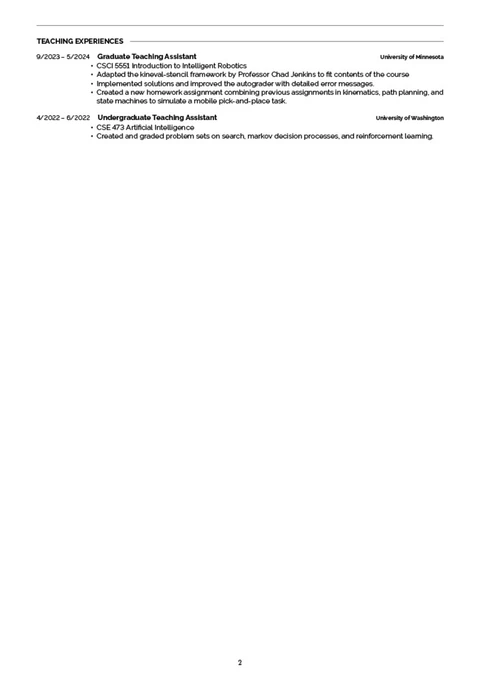 TEACHING EXPERIENCES
9/2023 – 5/2024 Graduate Teaching Assistant University of Minnesota
• CSCI 5551 Introduction to Intelligent Robotics
• Adapted the kineval-stencil framework by Professor Chad Jenkins to fit contents of the course
• Implemented solutions and improved the autograder with detailed error messages.
• Created a new homework assignment combining previous assignments in kinematics, path planning, and
state machines to simulate a mobile pick-and-place task.
4/2022 – 6/2022 Undergraduate Teaching Assistant University of Washington
• CSE 473 Artificial Intelligence
• Created and graded problem sets on search, markov decision processes, and reinforcement learning.
2